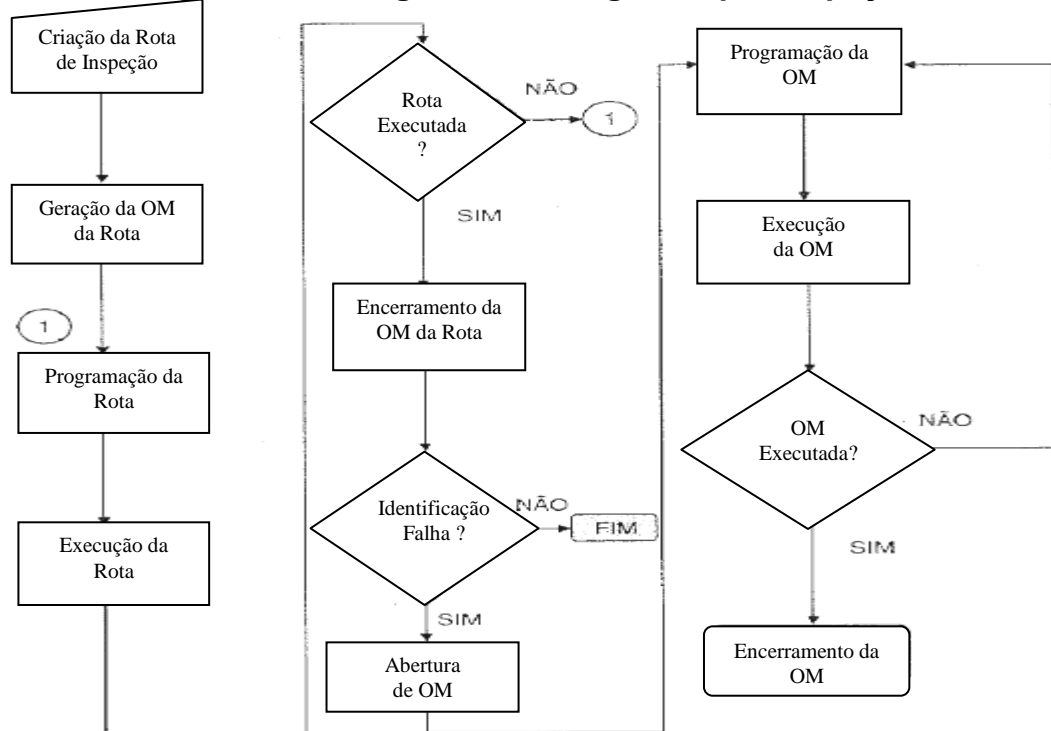 Criação da Rota
de Inspeção
Geração da OM
da Rota
1
Programação da
Rota
Execução da
Rota
Rota
Executada
?
NÃO
1
SIM
Encerramento da
OM da Rota
Identificação
Falha ?
NÃO
FIM
SIM
Abertura
de OM
Programação da
OM
Execução
da OM
OM
Executada?
NÃO
SIM
Encerramento da
OM